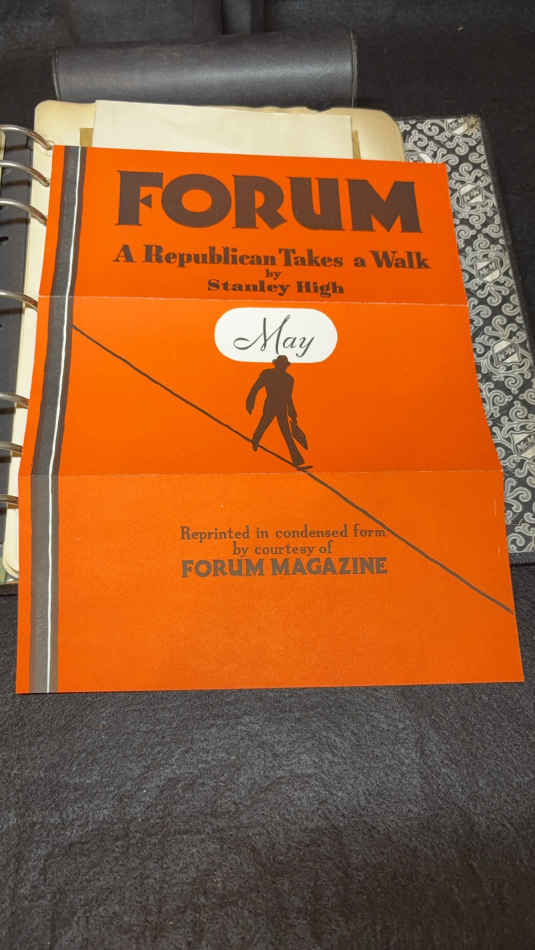 FORUM
A Republican Takes a Walk
by
Stanley High
May
Reprinted in condensed form
by courtesy of
FORUM MAGAZINE